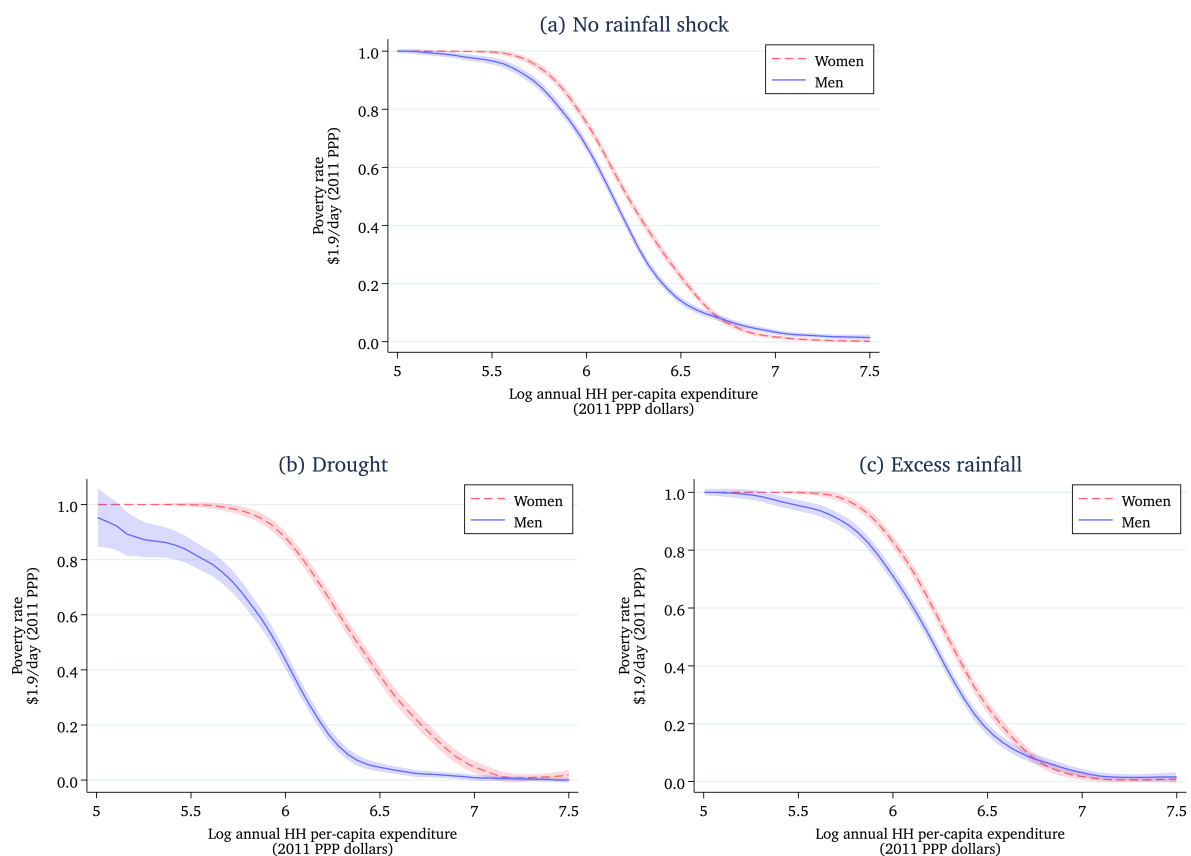 (a) No rainfall shock
Women
Men
Poverty rate
$1.9/day (2011 PPP)
1.0
0.8
0.6
0.4
0.2
0.0
5
5.5
6
6.5
7
7.5
Log annual HH per-capita expenditure
(2011 PPP dollars)
(b) Drought
Women
Men
Poverty rate
$1.9/day (2011 PPP)
1.0
0.8
0.6
0.4
0.2
0.0
5
5.5
6
6.5
7
7.5
Log annual HH per-capita expenditure
(2011 PPP dollars)
(c) Excess rainfall
Women
Men
Poverty rate
$1.9/day (2011 PPP)
1.0
0.8
0.6
0.4
0.2
0.0
5
5.5
6
6.5
7
7.5
Log annual HH per-capita expenditure
(2011 PPP dollars)